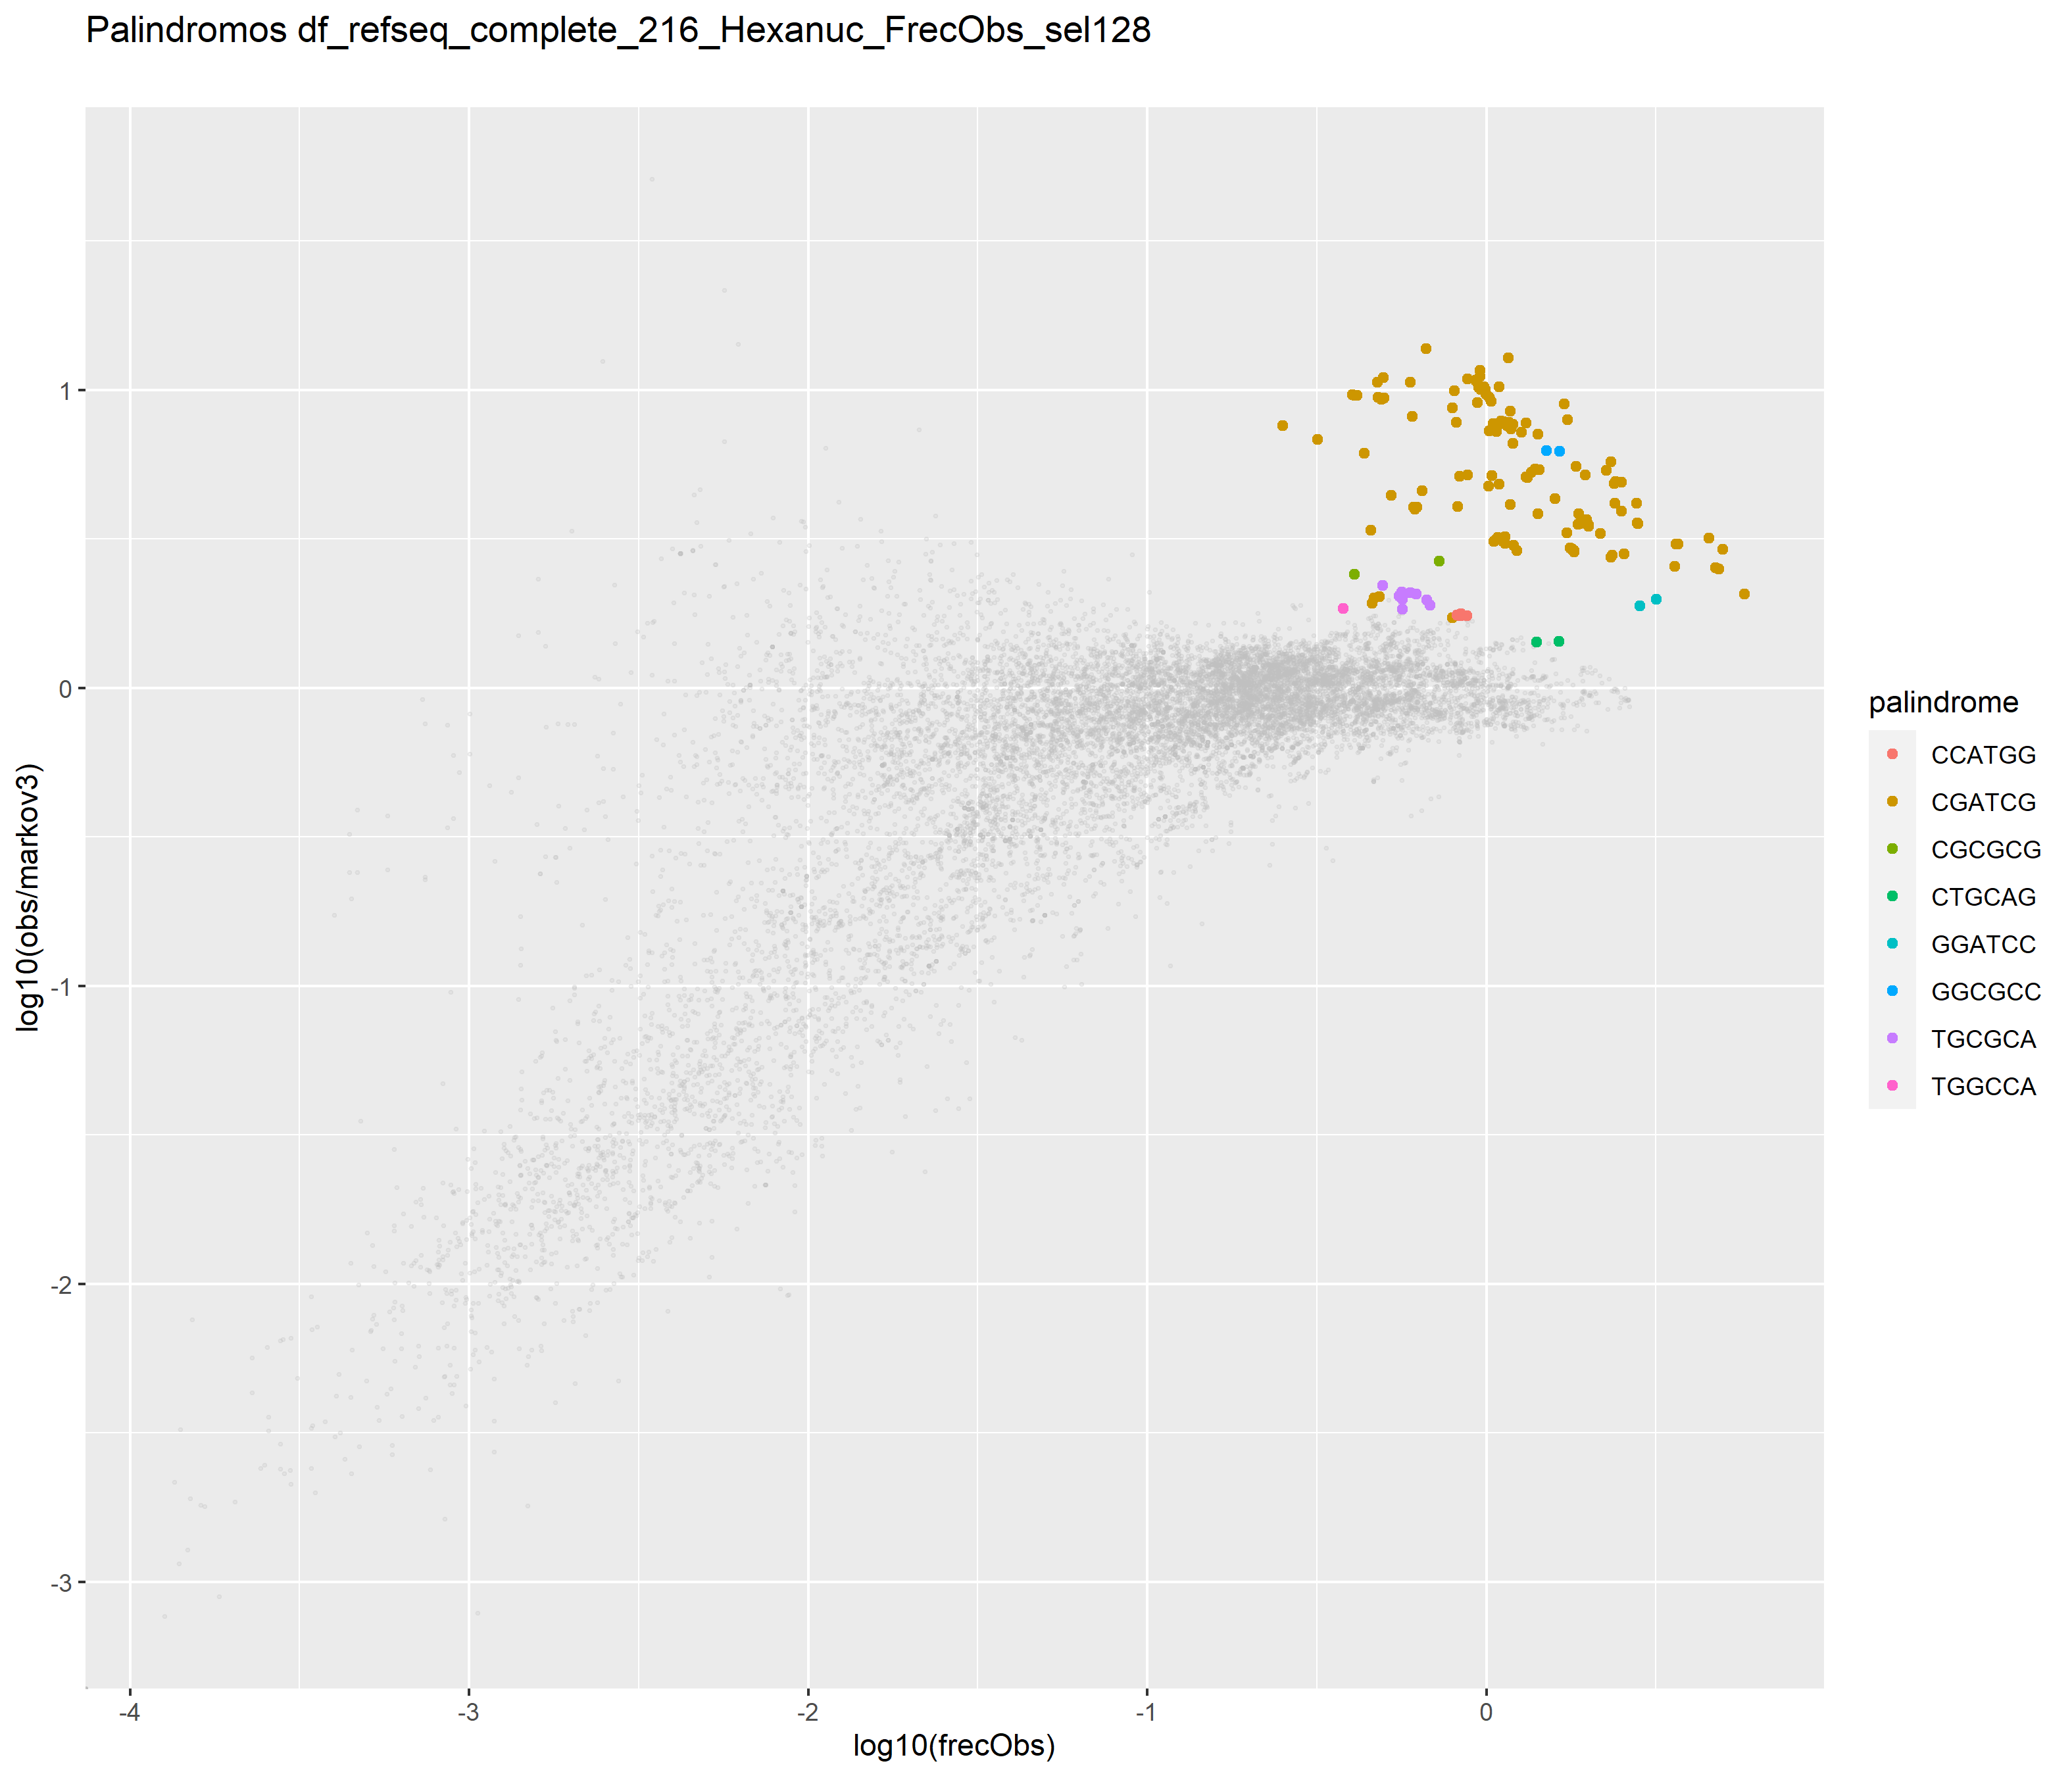 Palindromos df_refseq_complete_216_Hexanuc_FrecObs_sel128
log10(obs/markov3)
1
0
-1
-2
-3
-4
-3
-2
-1
0
log10(frecObs)
palindrome
CCATGG
CGATCG
CGCGCG
CTGCAG
GGATCC
GGCGCC
TGCGCA
TGGCCA